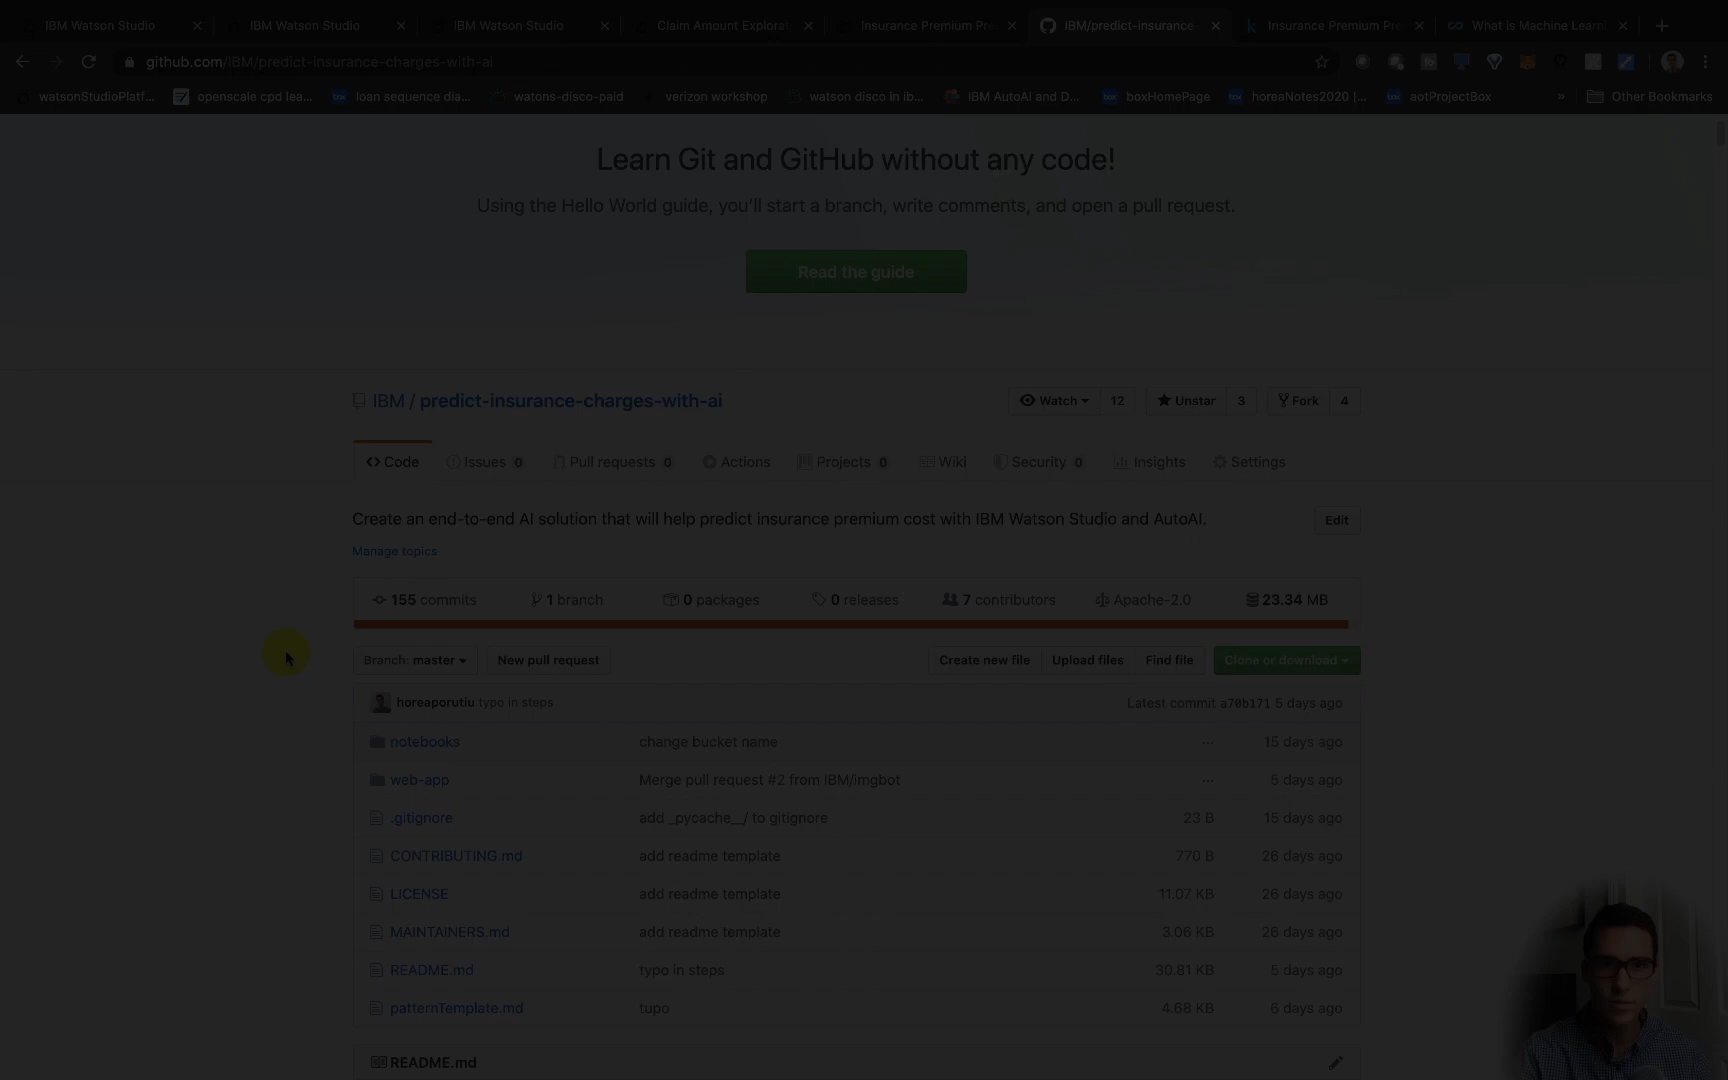 IBM Watson Studio
IBM Watson Studio
IBM Watson Studio
Claim Amount Explorat
Insurance Premium Pre
IBM/predict-insurance-
Insurance Premium Pre
What is Machine Learn
github.com/IBM/predict-insurance-charges-with-ai
watsonStudioPlatf...
openscale cpd lea...
loan sequence dia...
watons-disco-paid
verizon workshop
watson disco in ib...
IBM AutoAI and D...
boxHomePage
horeaNotes2020 |...
aotProjectBox
»
Other Bookmarks
Learn Git and GitHub without any code!
Using the Hello World guide, you'll start a branch, write comments, and open a pull request.
Read the guide
IBM / predict-insurance-charges-with-ai
Watch 12
Unstar 3
Fork 4
Code
Issues 0
Pull requests 0
Actions
Projects 0
Wiki
Security 0
Insights
Settings
Create an end-to-end AI solution that will help predict insurance premium cost with IBM Watson Studio and AutoAI.
Edit
Manage topics
155 commits
1 branch
0 packages
0 releases
7 contributors
Apache-2.0
23.34 MB
Branch: master
New pull request
Create new file
Upload files
Find file
Clone or download
horeaporutiu typo in steps
Latest commit a70b171 5 days ago
notebooks
change bucket name
...
15 days ago
web-app
Merge pull request #2 from IBM/imgbot
...
5 days ago
.gitignore
add _pycache__/ to gitignore
23 B
15 days ago
CONTRIBUTING.md
add readme template
770 B
26 days ago
LICENSE
add readme template
11.07 KB
26 days ago
MAINTAINERS.md
add readme template
3.06 KB
26 days ago
README.md
typo in steps
30.81 KB
5 days ago
patternTemplate.md
tupo
4.68 KB
6 days ago
README.md